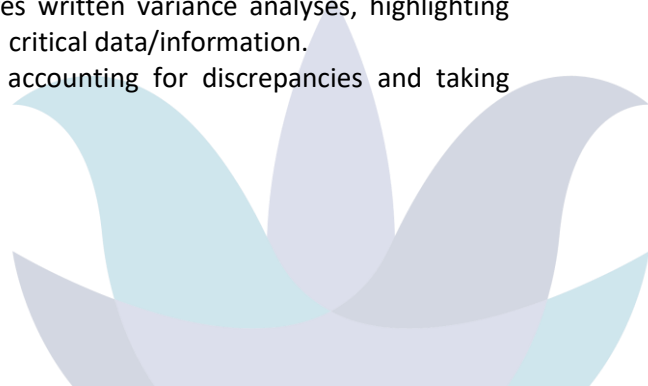 es written variance analyses, highlighting
critical data/information.
accounting for discrepancies and taking